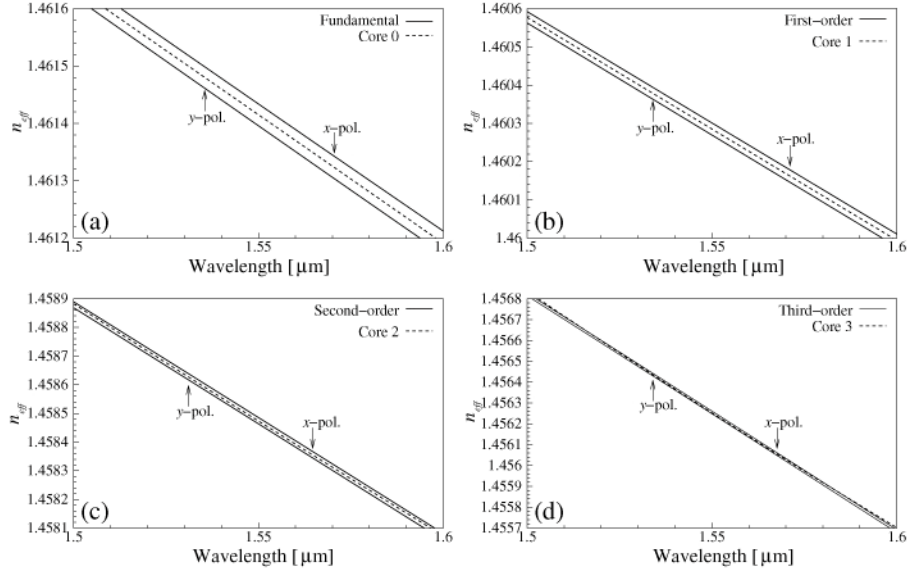 1.4616
1.4615
1.4614
1.4613
1.4612
n_eff
Fundamental
Core 0
y-pol.
x-pol.
(a)
1.5
1.55
1.6
Wavelength [μm]
1.4606
1.4605
1.4604
1.4603
1.4602
1.4601
1.46
n_eff
First-order
Core 1
y-pol.
x-pol.
(b)
1.5
1.55
1.6
Wavelength [μm]
1.4589
1.4588
1.4587
1.4586
1.4585
1.4584
1.4583
1.4582
1.4581
n_eff
Second-order
Core 2
y-pol.
x-pol.
(c)
1.5
1.55
1.6
Wavelength [μm]
1.4568
1.4567
1.4565
1.4564
1.4563
1.4561
1.456
1.4559
1.4557
n_eff
Third-order
Core 3
y-pol.
x-pol.
(d)
1.5
1.55
1.6
Wavelength [μm]